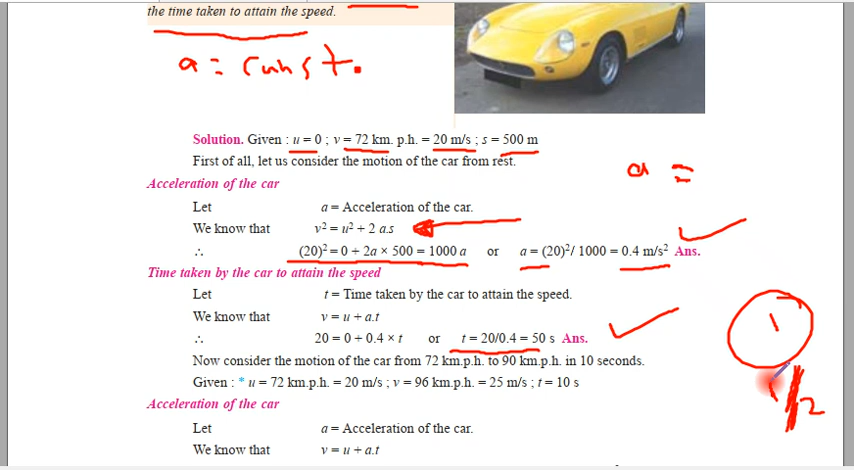 the time taken to attain the speed.
a = const.
Solution. Given : u = 0 ; v = 72 km. p.h. = 20 m/s ; s = 500 m
First of all, let us consider the motion of the car from rest.
a =
Acceleration of the car
Let a = Acceleration of the car.
We know that v² = u² + 2 a.s
∴ (20)² = 0 + 2a × 500 = 1000 a or a = (20)² / 1000 = 0.4 m/s² Ans.
Time taken by the car to attain the speed
Let t = Time taken by the car to attain the speed.
We know that v = u + a.t
∴ 20 = 0 + 0.4 × t or t = 20/0.4 = 50 s Ans.
Now consider the motion of the car from 72 km.p.h. to 90 km.p.h. in 10 seconds.
Given : * u = 72 km.p.h. = 20 m/s ; v = 96 km.p.h. = 25 m/s ; t = 10 s
Acceleration of the car
Let a = Acceleration of the car.
We know that v = u + a.t